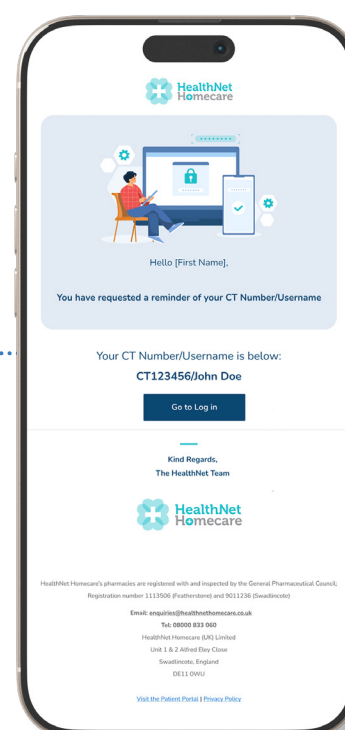 HealthNet
Homecare
Hello [First Name],
You have requested a reminder of your CT Number/Username
Your CT Number/Username is below:
CT123456/John Doe
Go to Log in
Kind Regards,
The HealthNet Team
HealthNet
Homecare
HealthNet Homecare's pharmacies are registered with and inspected by the General Pharmaceutical Council;
Registration number 1113506 (Featherstone) and 9011236 (Swadlincote)
Email: enquiries@healthnethomecare.co.uk
Tel: 08000 833 060
HealthNet Homecare (UK) Limited
Unit 1 & 2 Alfred Eley Close
Swadlincote, England
DE11 0WU
Visit the Patient Portal | Privacy Policy